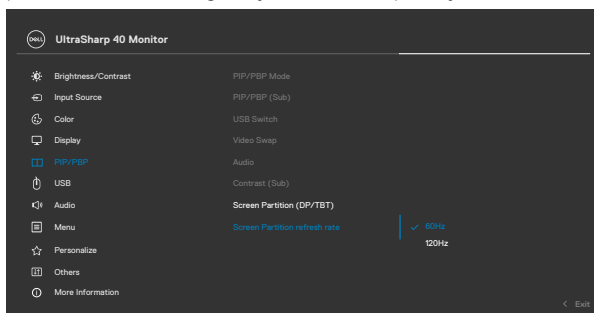 DELL
UltraSharp 40 Monitor
Brightness/Contrast
Input Source
Color
Display
PIP/PBP
USB
Audio
Menu
Personalize
Others
More Information
PIP/PBP Mode
PIP/PBP (Sub)
USB Switch
Video Swap
Audio
Contrast (Sub)
Screen Partition (DP/TBT)
Screen Partition refresh rate
60Hz
120Hz
Exit